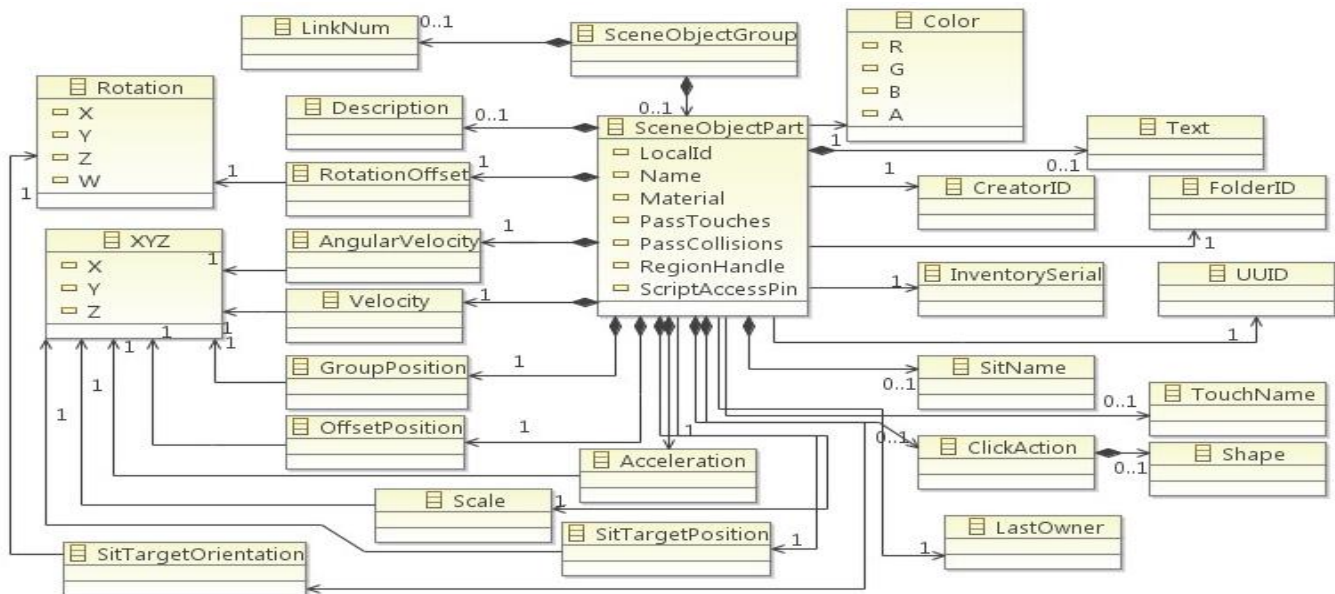 LinkNum
0..1
SceneObjectGroup
0..1
Color
R
G
B
A
Rotation
X
Y
Z
W
1
Description
0..1
RotationOffset
1
1
SceneObjectPart
LocalId
Name
Material
PassTouches
PassCollisions
RegionHandle
ScriptAccessPin
1
Text
0..1
1
CreatorID
FolderID
1
XYZ
X
Y
Z
AngularVelocity
1
1
Velocity
1
1
1
InventorySerial
UUID
1
GroupPosition
1
1
OffsetPosition
1
1
SitName
0..1
TouchName
0..1
ClickAction
0..1
Shape
0..1
Acceleration
1
1
Scale
1
1
SitTargetPosition
1
1
LastOwner
1
SitTargetOrientation